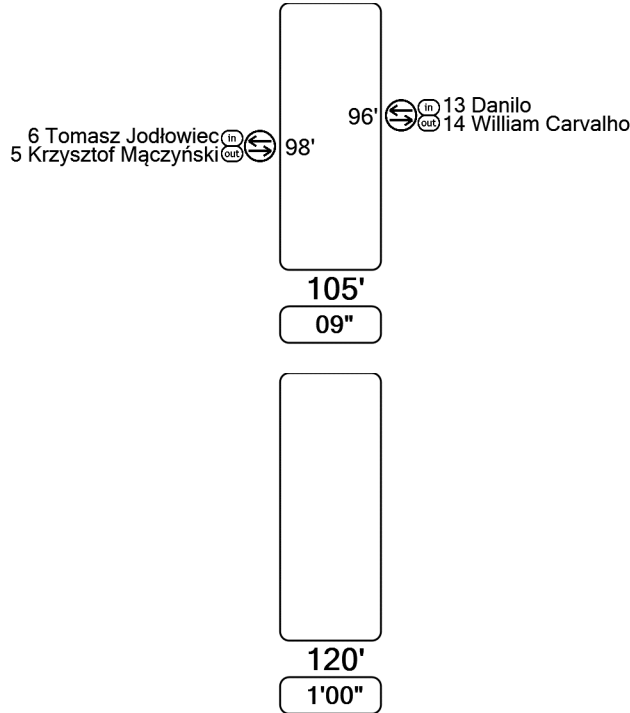 96' in 13 Danilo
out 14 William Carvalho
6 Tomasz Jodłowiec in
5 Krzysztof Mączyński out 98'
105'
09"
120'
1'00"